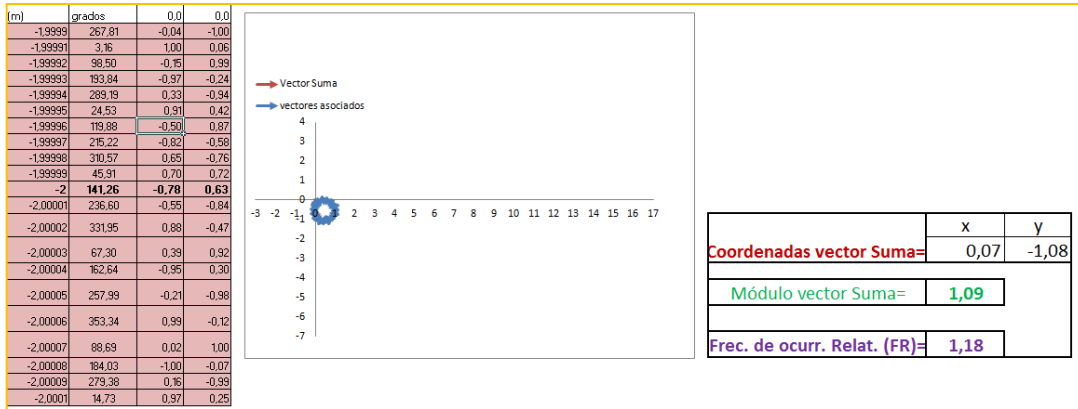 (m) grados 0,0 0,0
-1,9999 267,81 -0,04 -1,00
-1,99991 3,16 1,00 0,06
-1,99992 98,50 -0,15 0,99
-1,99993 193,84 -0,97 -0,24
-1,99994 289,19 0,33 -0,94
-1,99995 24,53 0,91 0,42
-1,99996 119,88 -0,50 0,87
-1,99997 215,22 -0,82 -0,58
-1,99998 310,57 0,65 -0,76
-1,99999 45,91 0,70 0,72
-2 141,26 -0,78 0,63
-2,00001 236,60 -0,55 -0,84
-2,00002 331,95 0,88 -0,47
-2,00003 67,30 0,39 0,92
-2,00004 162,64 -0,95 0,30
-2,00005 257,99 -0,21 -0,98
-2,00006 353,34 0,99 -0,12
-2,00007 88,69 0,02 1,00
-2,00008 184,03 -1,00 -0,07
-2,00009 279,38 0,16 -0,99
-2,0001 14,73 0,97 0,25
Vector Suma
vectores asociados
4
3
2
1
0
-3 -2 -1 0 1 2 3 4 5 6 7 8 9 10 11 12 13 14 15 16 17
-1
-2
-3
-4
-5
-6
-7
x y
Coordenadas vector Suma= 0,07 -1,08
Módulo vector Suma= 1,09
Frec. de ocurr. Relat. (FR)= 1,18